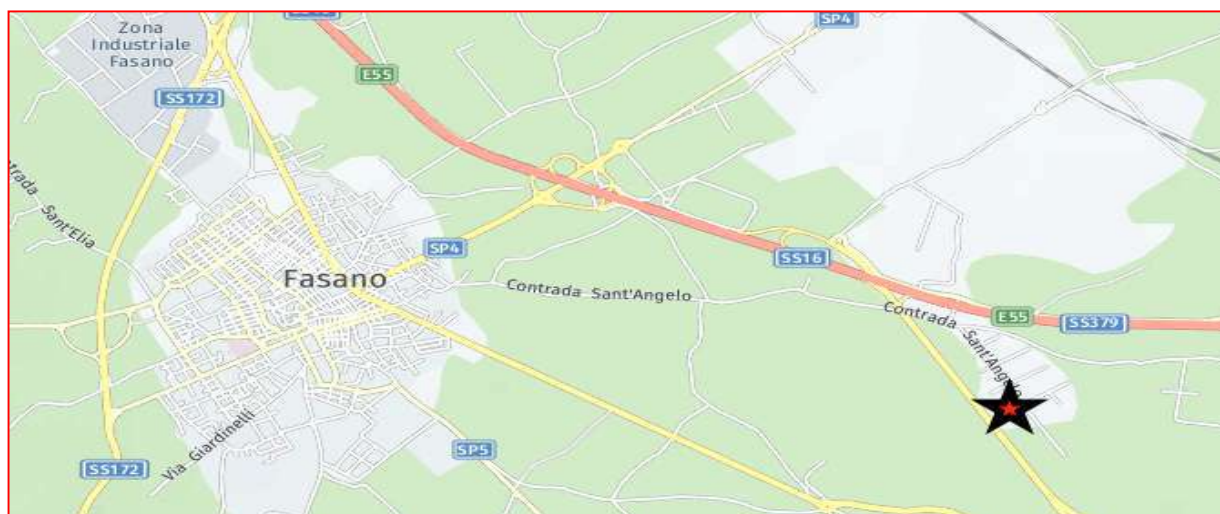 SP4
Zona
Industriale
Fasano
E55
SS172
ntrada Sant'Elia
SP4
Fasano
SS16
Contrada Sant'Angelo
Contrada Sant'Angelo
E55
SS379
Via Giardinelli
SP5
SS172